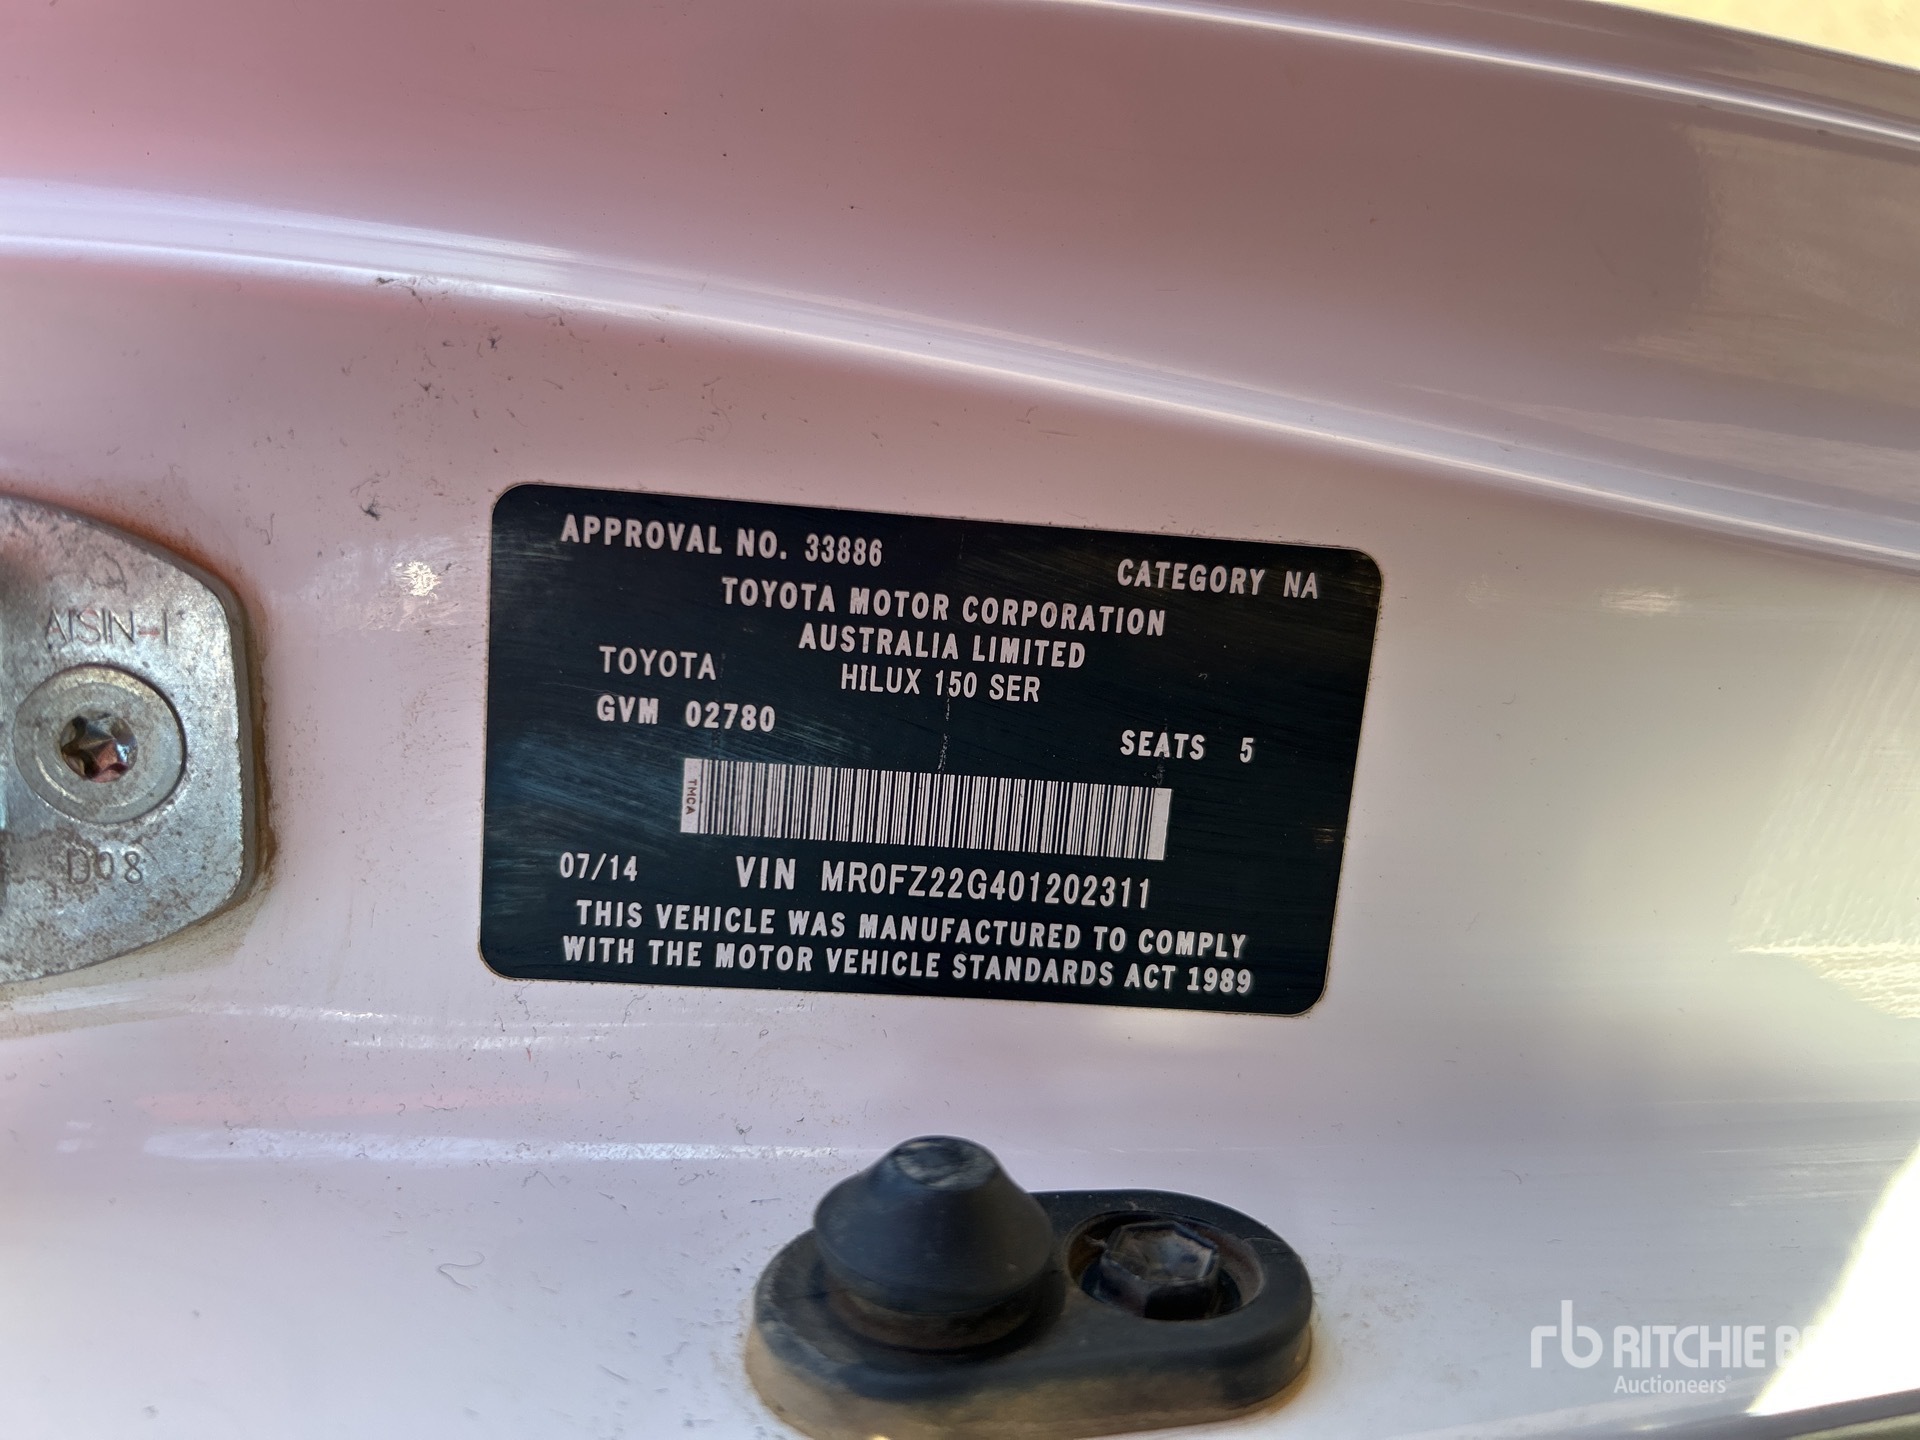 APPROVAL NO. 33886
CATEGORY NA
TOYOTA MOTOR CORPORATION
AUSTRALIA LIMITED
TOYOTA
HILUX 150 SER
GVM 02780
SEATS 5
TMCA
07/14
VIN MR0FZ22G401202311
THIS VEHICLE WAS MANUFACTURED TO COMPLY
WITH THE MOTOR VEHICLE STANDARDS ACT 1989
AISIN-I
D08
rb RITCHIE
Auctioneers